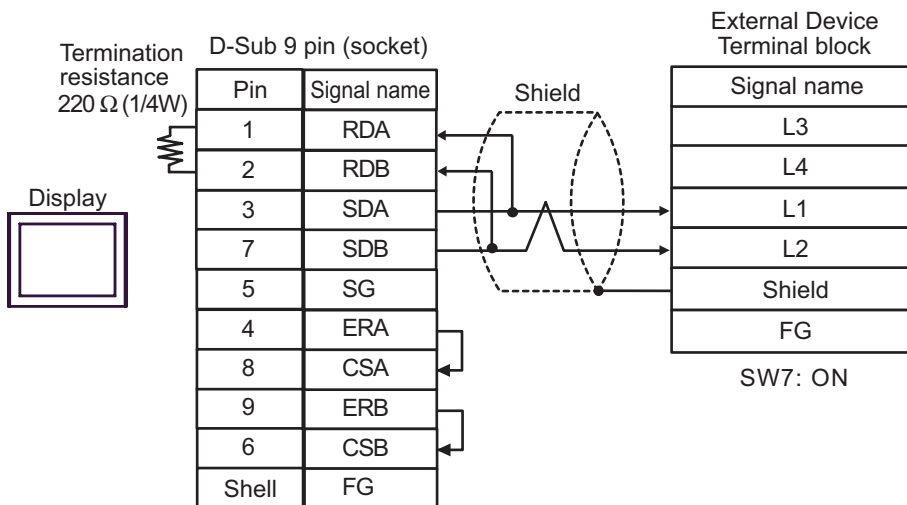 Termination
resistance
220 Ω (1/4W)
D-Sub 9 pin (socket)
Pin Signal name
1 RDA
2 RDB
3 SDA
7 SDB
5 SG
4 ERA
8 CSA
9 ERB
6 CSB
Shell FG
Display
Shield
External Device
Terminal block
Signal name
L3
L4
L1
L2
Shield
FG
SW7: ON